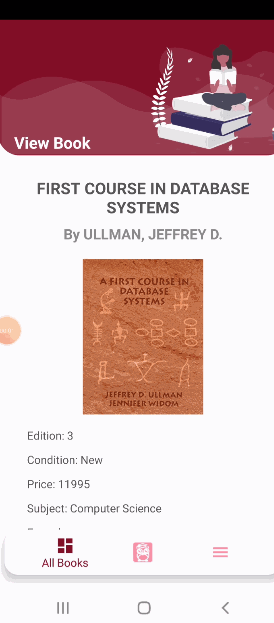 View Book
FIRST COURSE IN DATABASE
SYSTEMS
By ULLMAN, JEFFREY D.
A FIRST COURSE IN
DATABASE
SYSTEMS
JEFFREY D. ULLMAN
JENNIFER WIDOM
Edition: 3
Condition: New
Price: 11995
Subject: Computer Science
All Books